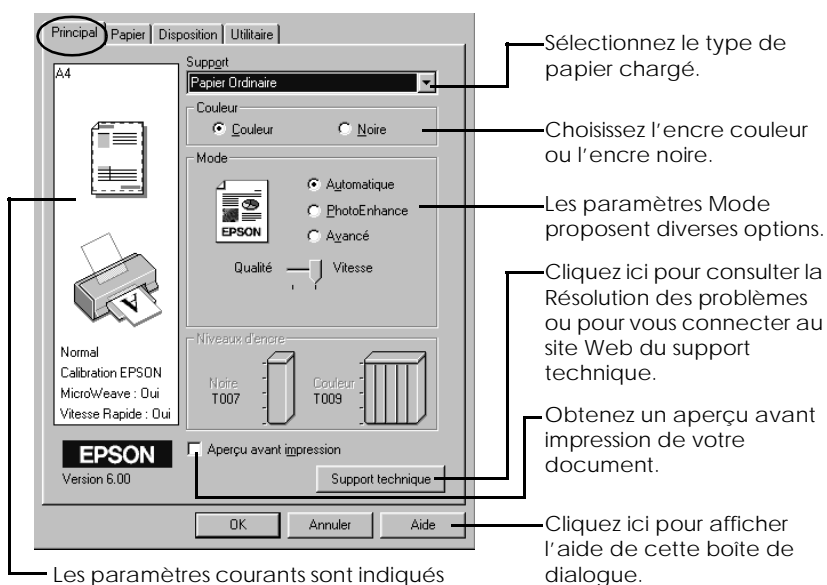 Principal Papier Disposition Utilitaire
A4
Support
Papier Ordinaire
Couleur
Couleur Noire
Mode
EPSON
Automatique
PhotoEnhance
Avancé
Qualité Vitesse
Normal
Calibration EPSON
MicroWeave : Oui
Vitesse Rapide : Oui
Niveaux d'encre
Noire
T007
Couleur
T009
EPSON
Version 6.00
Aperçu avant impression
Support technique
OK Annuler Aide
Sélectionnez le type de
papier chargé.
Choisissez l'encre couleur
ou l'encre noire.
Les paramètres Mode
proposent diverses options.
Cliquez ici pour consulter la
Résolution des problèmes
ou pour vous connecter au
site Web du support
technique.
Obtenez un aperçu avant
impression de votre
document.
Cliquez ici pour afficher
l'aide de cette boîte de
dialogue.
Les paramètres courants sont indiqués